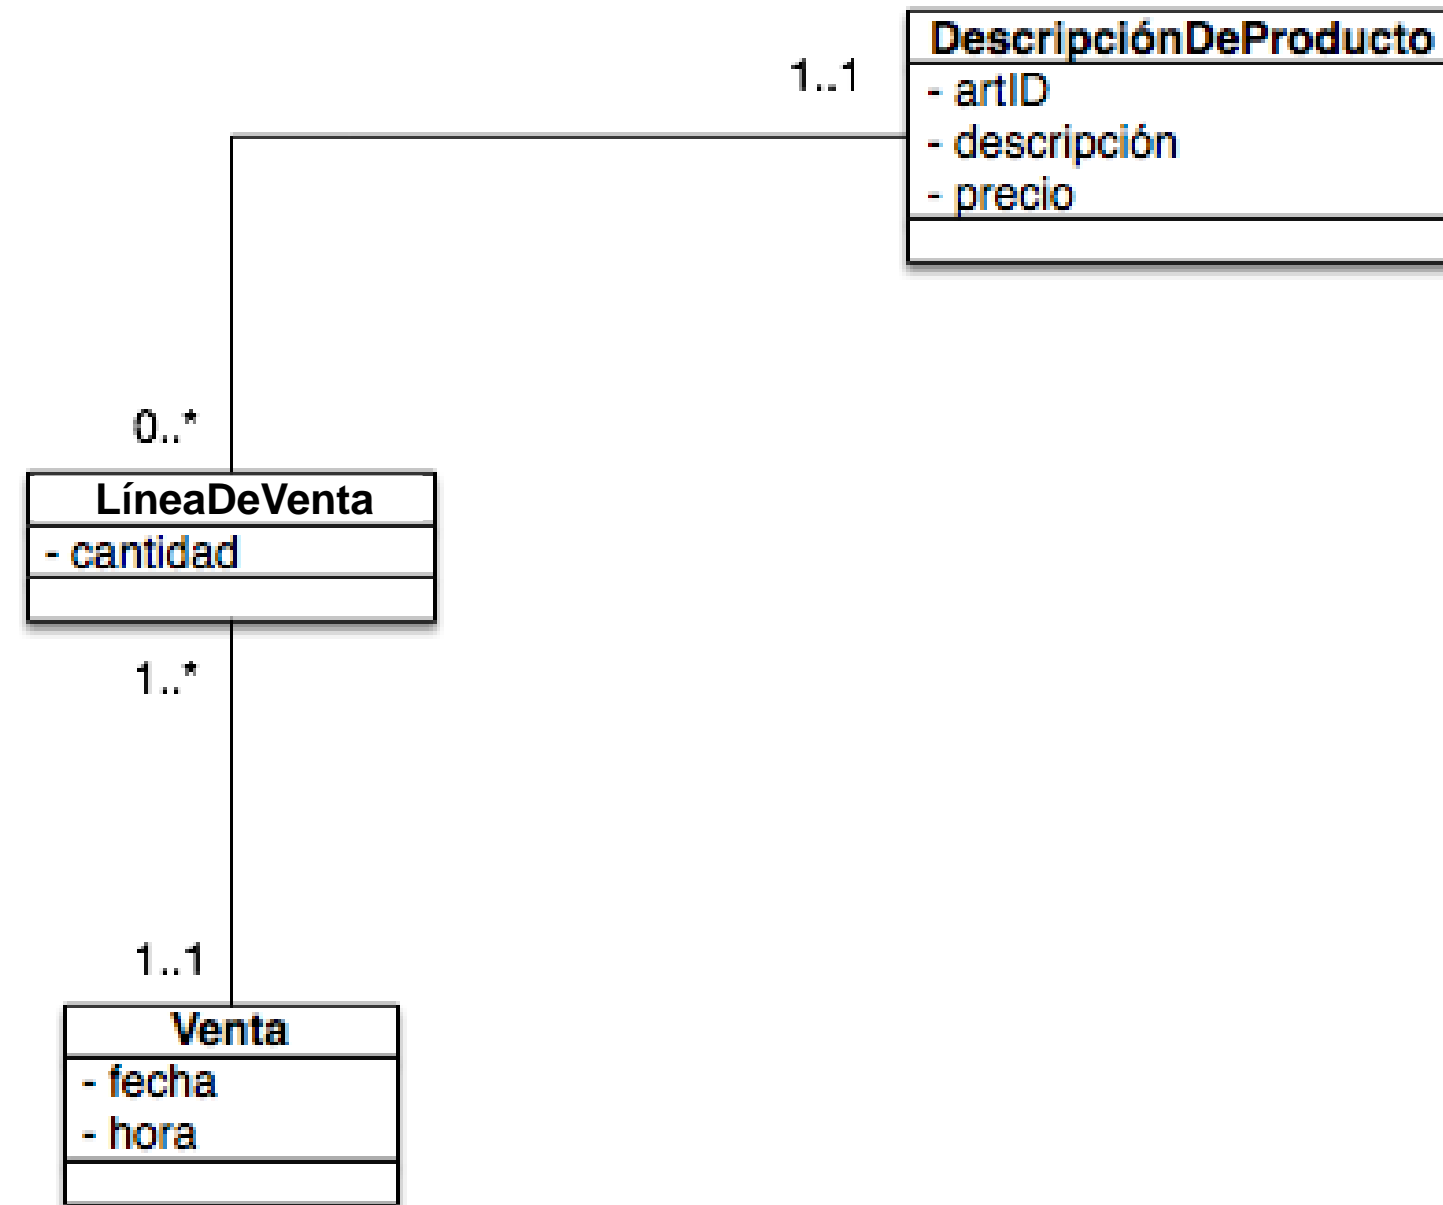 DescripciónDeProducto
1..1
- artID
- descripción
- precio
0..*
LíneaDeVenta
- cantidad
1..*
1..1
Venta
- fecha
- hora